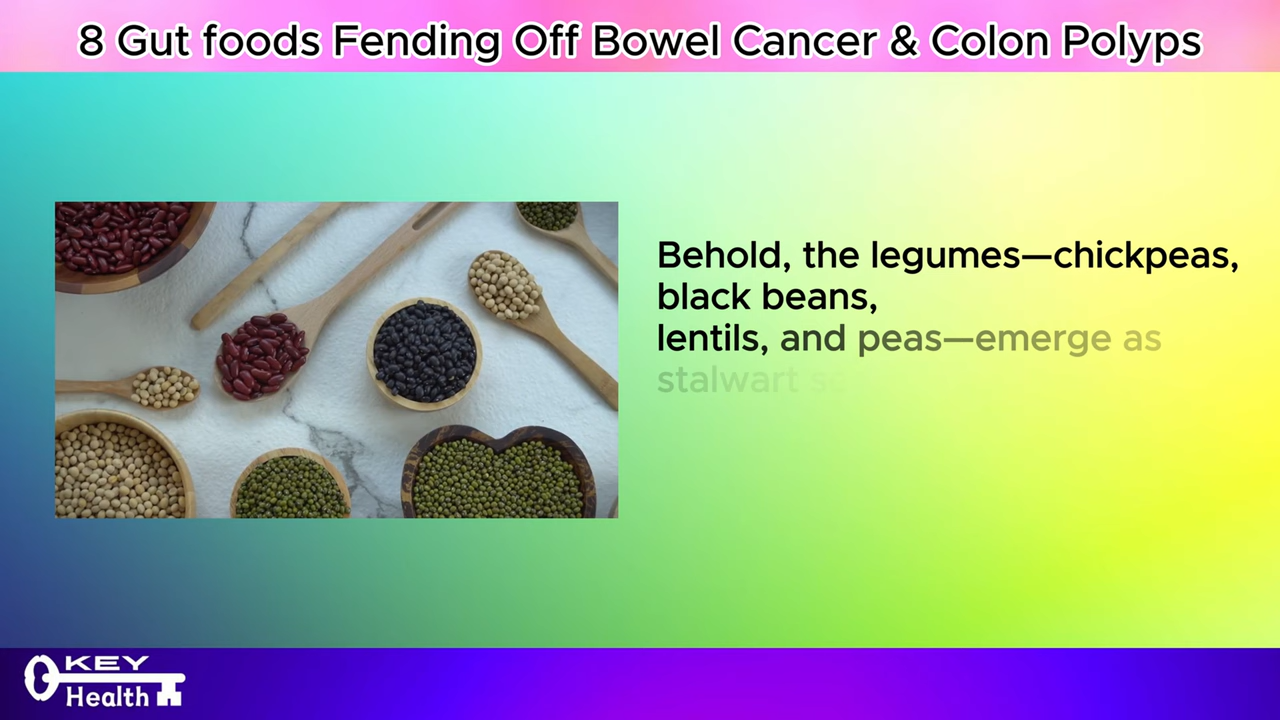 8 Gut foods Fending Off Bowel Cancer & Colon Polyps
Behold, the legumes—chickpeas,
black beans,
lentils, and peas—emerge as
stalwart
KEY
Health